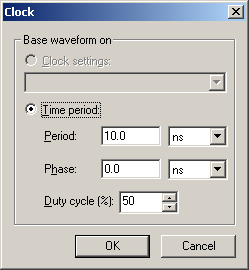 Clock
Base waveform on
Clock settings:
Time period:
Period: 10.0 ns
Phase: 0.0 ns
Duty cycle (%): 50
OK Cancel